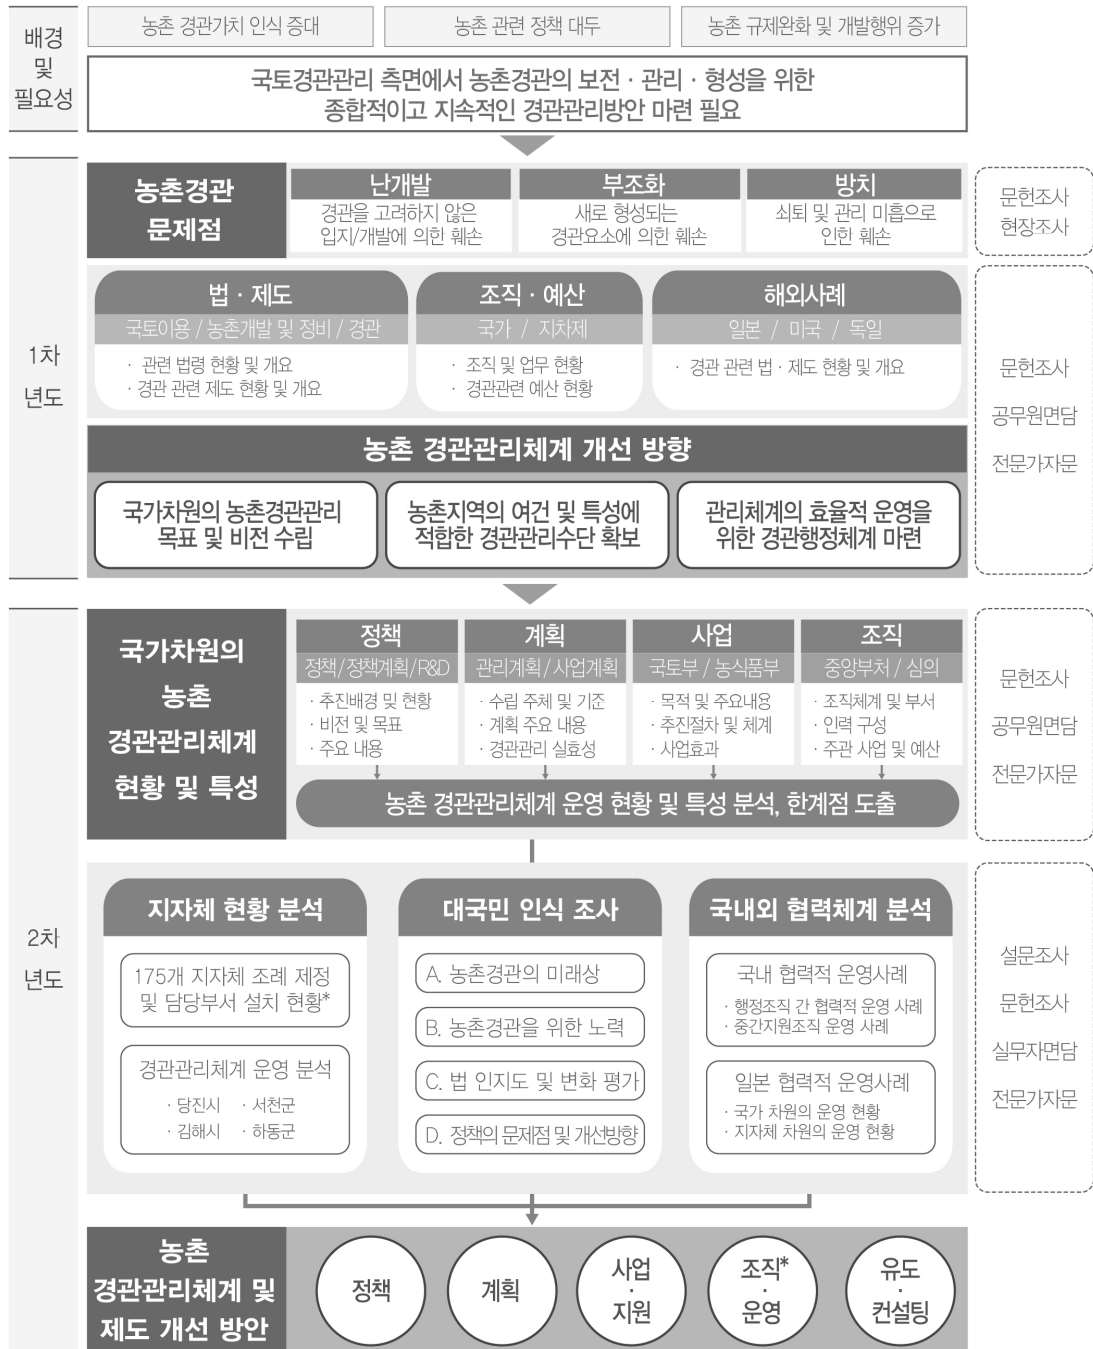 배경
및
필요성
농촌 경관가치 인식 증대
농촌 관련 정책 대두
농촌 규제완화 및 개발행위 증가
국토경관관리 측면에서 농촌경관의 보전 · 관리 · 형성을 위한
종합적이고 지속적인 경관관리방안 마련 필요
1차
년도
농촌경관
문제점
난개발
경관을 고려하지 않은
입지/개발에 의한 훼손
부조화
새로 형성되는
경관요소에 의한 훼손
방치
쇠퇴 및 관리 미흡으로
인한 훼손
문헌조사
현장조사
법 · 제도
국토이용 / 농촌개발 및 정비 / 경관
· 관련 법령 현황 및 개요
· 경관 관련 제도 현황 및 개요
조직 · 예산
국가 / 지차제
· 조직 및 업무 현황
· 경관관련 예산 현황
해외사례
일본 / 미국 / 독일
· 경관 관련 법 · 제도 현황 및 개요
문헌조사
공무원면담
전문가자문
농촌 경관관리체계 개선 방향
국가차원의 농촌경관관리
목표 및 비전 수립
농촌지역의 여건 및 특성에
적합한 경관관리수단 확보
관리체계의 효율적 운영을
위한 경관행정체계 마련
2차
년도
국가차원의
농촌
경관관리체계
현황 및 특성
정책
정책/정책계획/R&D
· 추진배경 및 현황
· 비전 및 목표
· 주요 내용
계획
관리계획/사업계획
· 수립 주체 및 기준
· 계획 주요 내용
· 경관관리 실효성
사업
국토부 / 농식품부
· 목적 및 주요내용
· 추진절차 및 체계
· 사업효과
조직
중앙부처 / 심의
· 조직체계 및 부서
· 인력 구성
· 주관 사업 및 예산
농촌 경관관리체계 운영 현황 및 특성 분석, 한계점 도출
문헌조사
공무원면담
전문가자문
지자체 현황 분석
175개 지자체 조례 제정
및 담당부서 설치 현황*
경관관리체계 운영 분석
· 당진시 · 서천군
· 김해시 · 하동군
대국민 인식 조사
A. 농촌경관의 미래상
B. 농촌경관을 위한 노력
C. 법 인지도 및 변화 평가
D. 정책의 문제점 및 개선방향
국내외 협력체계 분석
국내 협력적 운영사례
· 행정조직 간 협력적 운영 사례
· 중간지원조직 운영 사례
일본 협력적 운영사례
· 국가 차원의 운영 현황
· 지자체 차원의 운영 현황
설문조사
문헌조사
실무자면담
전문가자문
농촌
경관관리체계 및
제도 개선 방안
정책
계획
사업
·
지원
조직*
·
운영
유도
·
컨설팅